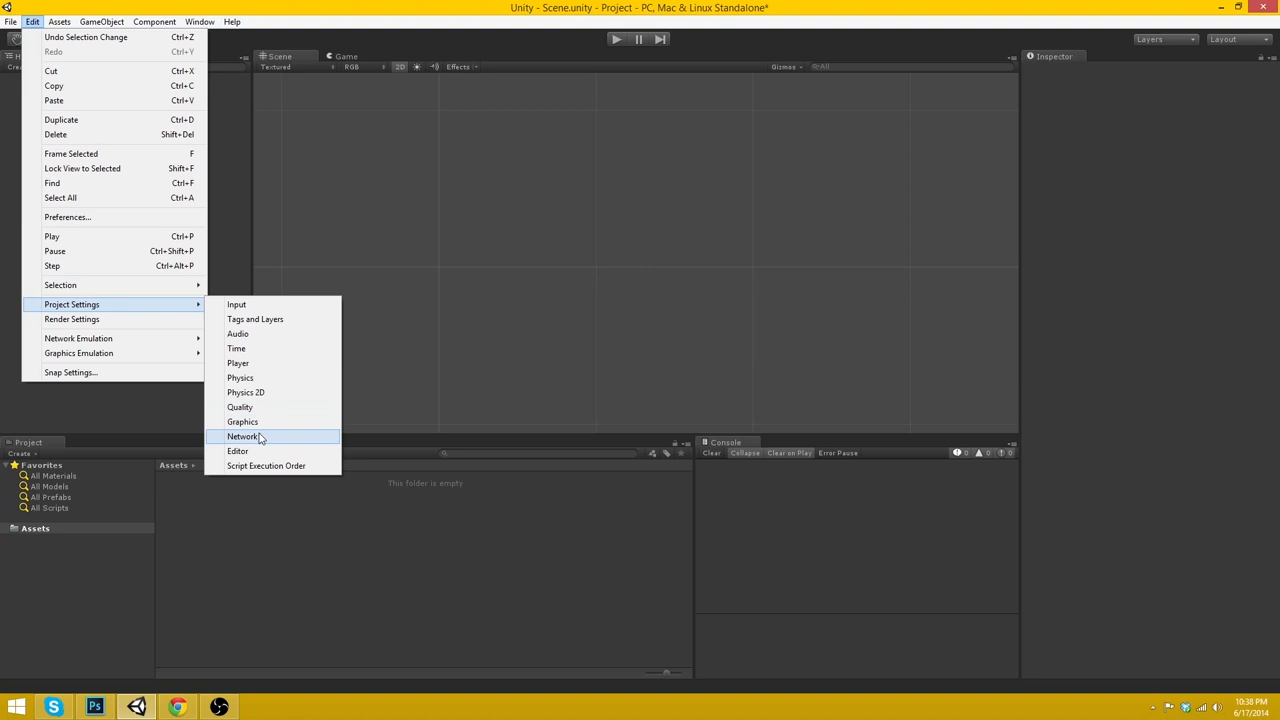 Unity - Scene.unity - Project - PC, Mac & Linux Standalone*
File Edit Assets GameObject Component Window Help
Undo Selection Change Ctrl+Z
Redo Ctrl+Y
Cut Ctrl+X
Copy Ctrl+C
Paste Ctrl+V
Duplicate Ctrl+D
Delete Shift+Del
Frame Selected F
Lock View to Selected Shift+F
Find Ctrl+F
Select All Ctrl+A
Preferences...
Play Ctrl+P
Pause Ctrl+Shift+P
Step Ctrl+Alt+P
Selection
Project Settings
Render Settings
Network Emulation
Graphics Emulation
Snap Settings...
Input
Tags and Layers
Audio
Time
Player
Physics
Physics 2D
Quality
Graphics
Network
Editor
Script Execution Order
Layers Layout
Scene Game
Textured RGB 2D Effects Gizmos All
Inspector
Project
Create
Favorites
All Materials
All Models
All Prefabs
All Scripts
Assets
Assets
This folder is empty
Console
Clear Collapse Clear on Play Error Pause 0 0 0
Ps
10:38 PM
6/17/2014